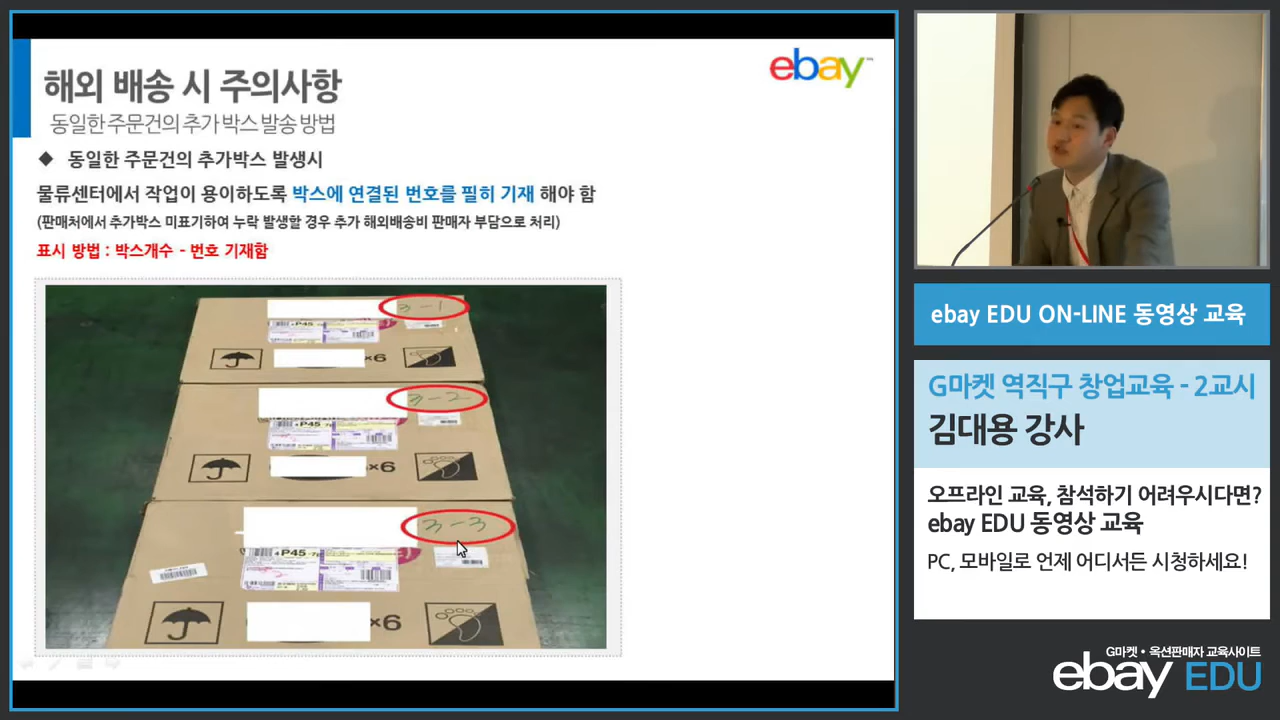 해외 배송 시 주의사항
동일한 주문건의 추가 박스 발송 방법
ebay™
◆ 동일한 주문건의 추가박스 발생시
물류센터에서 작업이 용이하도록 박스에 연결된 번호를 필히 기재 해야 함
(판매처에서 추가박스 미표기하여 누락 발생할 경우 추가 해외배송비 판매자 부담으로 처리)
표시 방법 : 박스개수 - 번호 기재함
3-1
P45
×6
3-2
P45
×6
3-3
P45
×6
ebay EDU ON-LINE 동영상 교육
G마켓 역직구 창업교육 - 2교시
김대용 강사
오프라인 교육, 참석하기 어려우시다면?
ebay EDU 동영상 교육
PC, 모바일로 언제 어디서든 시청하세요!
G마켓 • 옥션판매자 교육사이트
ebay EDU